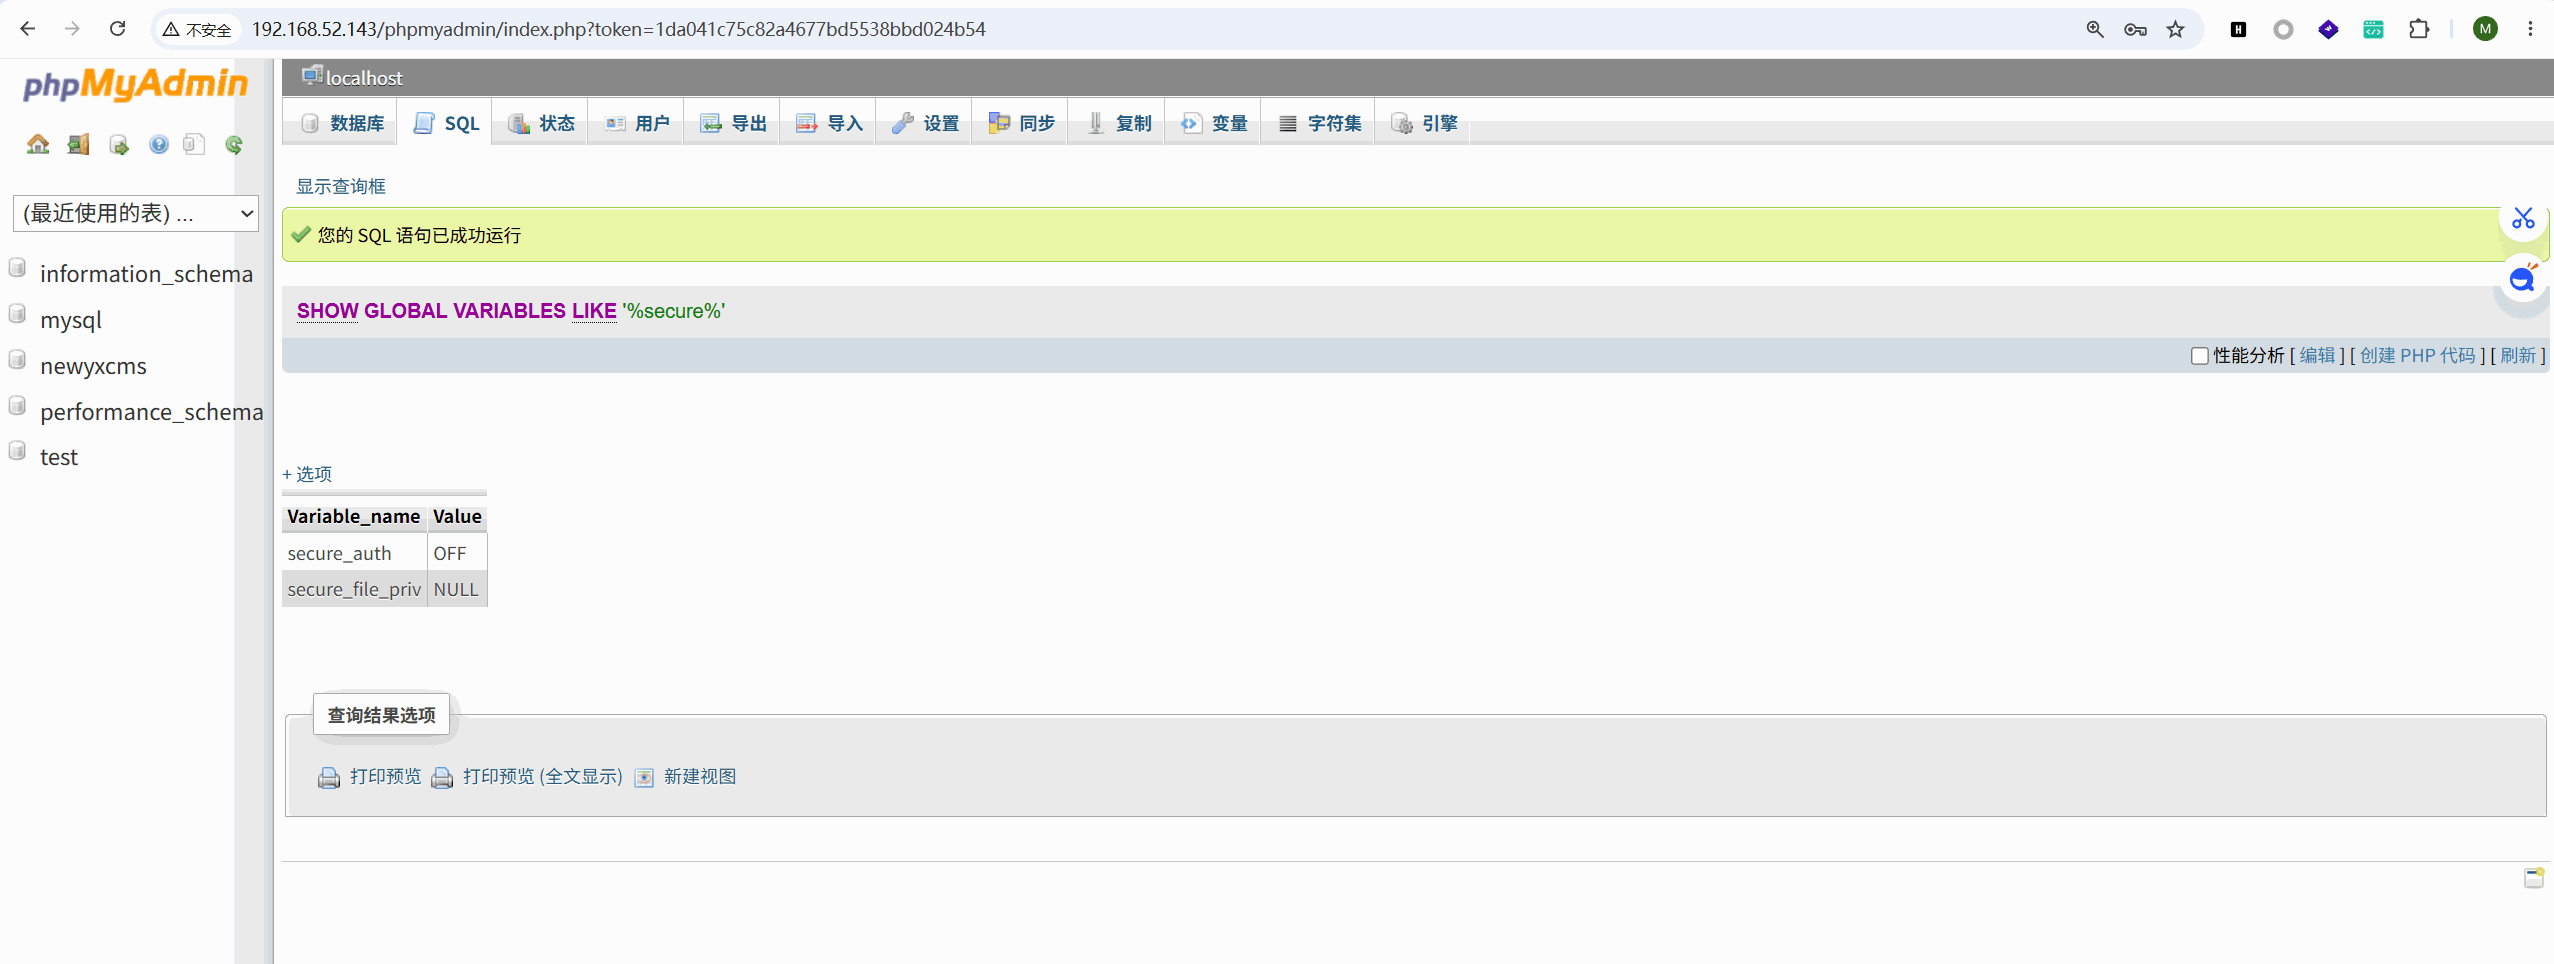 不安全 192.168.52.143/phpmyadmin/index.php?token=1da041c75c82a4677bd5538bbd024b54
H
M
phpMyAdmin
(最近使用的表) ...
information_schema
mysql
newyxcms
performance_schema
test
localhost
数据库 SQL 状态 用户 导出 导入 设置 同步 复制 变量 字符集 引擎
显示查询框
您的 SQL 语句已成功运行
SHOW GLOBAL VARIABLES LIKE '%secure%'
性能分析 [ 编辑 ] [ 创建 PHP 代码 ] [ 刷新 ]
+ 选项
Variable_name Value
secure_auth OFF
secure_file_priv NULL
查询结果选项
打印预览 打印预览 (全文显示) 新建视图